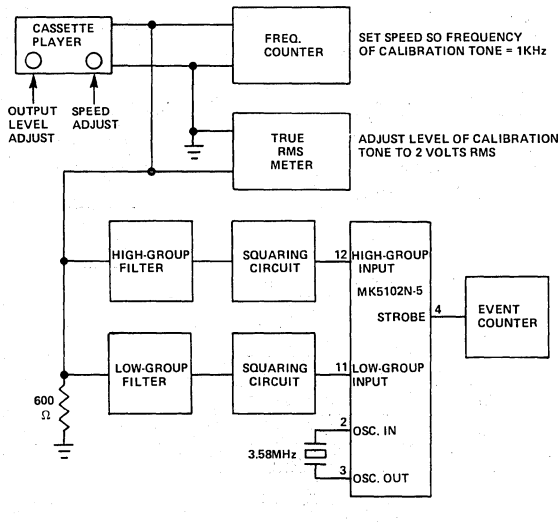 CASSETTE
PLAYER
OUTPUT
LEVEL
ADJUST
SPEED
ADJUST
FREQ.
COUNTER
SET SPEED SO FREQUENCY
OF CALIBRATION TONE = 1KHz
TRUE
RMS
METER
ADJUST LEVEL OF CALIBRATION
TONE TO 2 VOLTS RMS
HIGH-GROUP
FILTER
SQUARING
CIRCUIT
12
HIGH-GROUP
INPUT
MK5102N-5
STROBE
4
EVENT
COUNTER
LOW-GROUP
FILTER
SQUARING
CIRCUIT
11
LOW-GROUP
INPUT
600
Ω
2
OSC. IN
3.58MHz
3
OSC. OUT